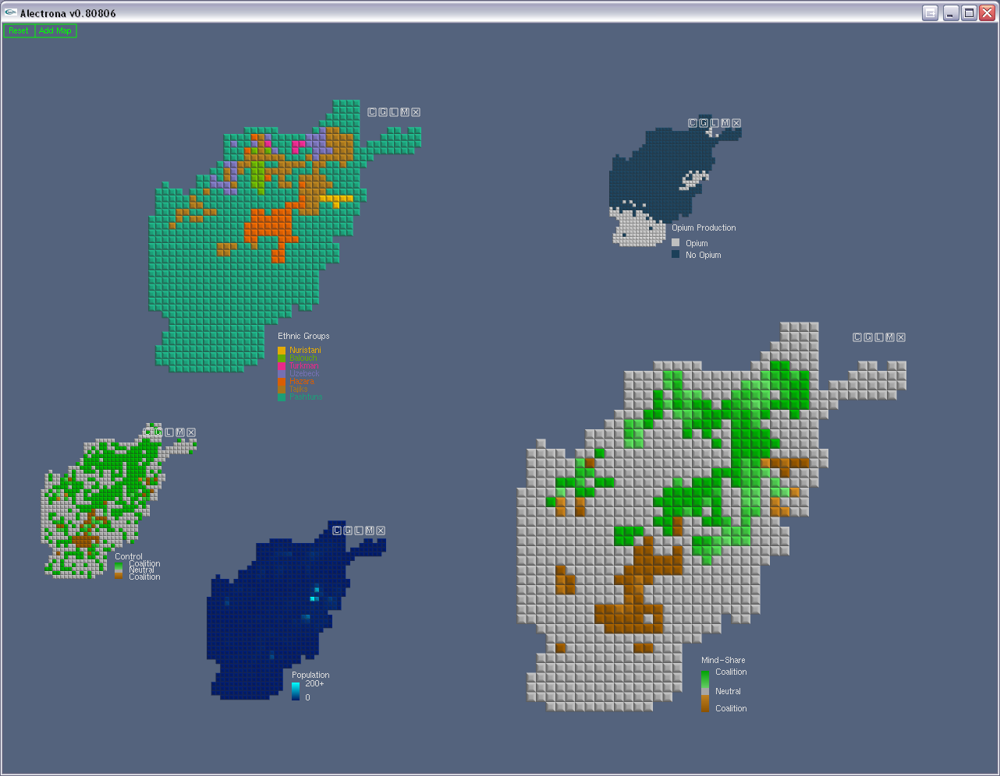 Alectrona v0.80806
Reset Add Map
C G L M X
C G L M X
Opium Production
Opium
No Opium
Ethnic Groups
Nuristani
Balouch
Turkmen
Uzebeck
Hazara
Tajiks
Pashtuns
C G L M X
C G L M X
Control
Coalition
Neutral
Coalition
C G L M X
Population
200+
0
Mind-Share
Coalition
Neutral
Coalition